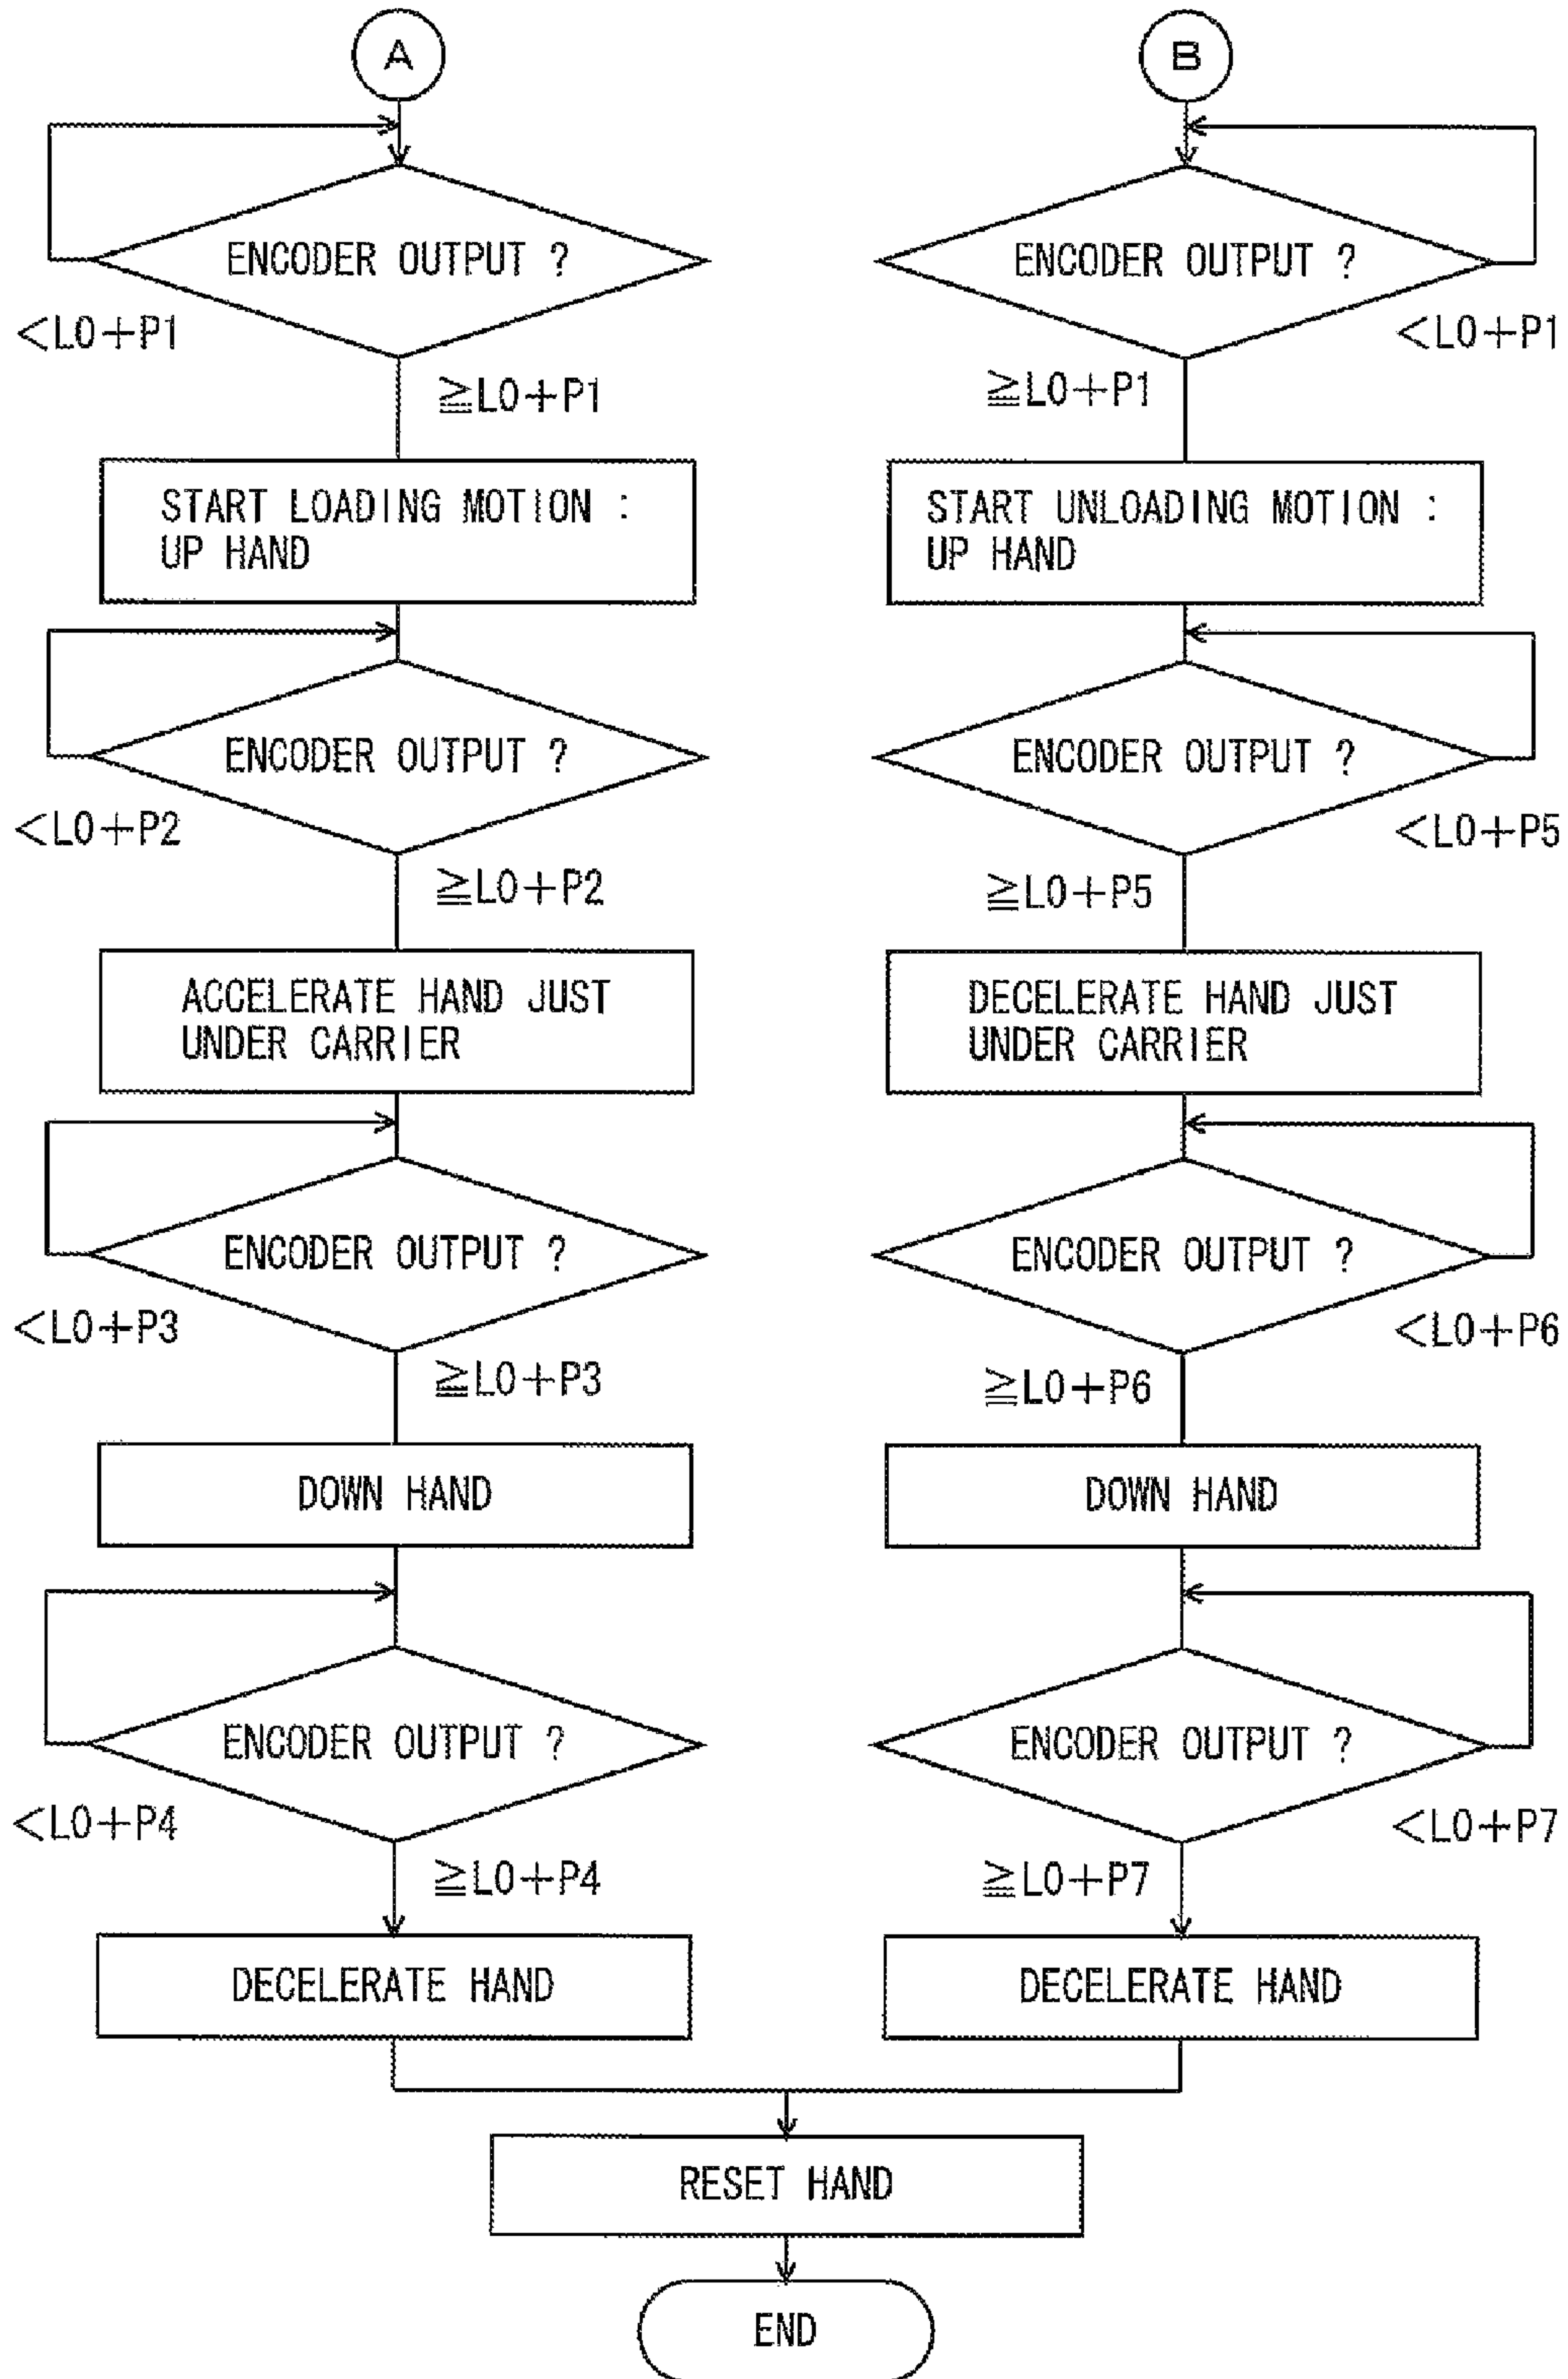 A
ENCODER OUTPUT ?
<L0+P1
≧L0+P1
START LOADING MOTION :
UP HAND
ENCODER OUTPUT ?
<L0+P2
≧L0+P2
ACCELERATE HAND JUST
UNDER CARRIER
ENCODER OUTPUT ?
<L0+P3
≧L0+P3
DOWN HAND
ENCODER OUTPUT ?
<L0+P4
≧L0+P4
DECELERATE HAND
B
ENCODER OUTPUT ?
<L0+P1
≧L0+P1
START UNLOADING MOTION :
UP HAND
ENCODER OUTPUT ?
<L0+P5
≧L0+P5
DECELERATE HAND JUST
UNDER CARRIER
ENCODER OUTPUT ?
<L0+P6
≧L0+P6
DOWN HAND
ENCODER OUTPUT ?
<L0+P7
≧L0+P7
DECELERATE HAND
RESET HAND
END